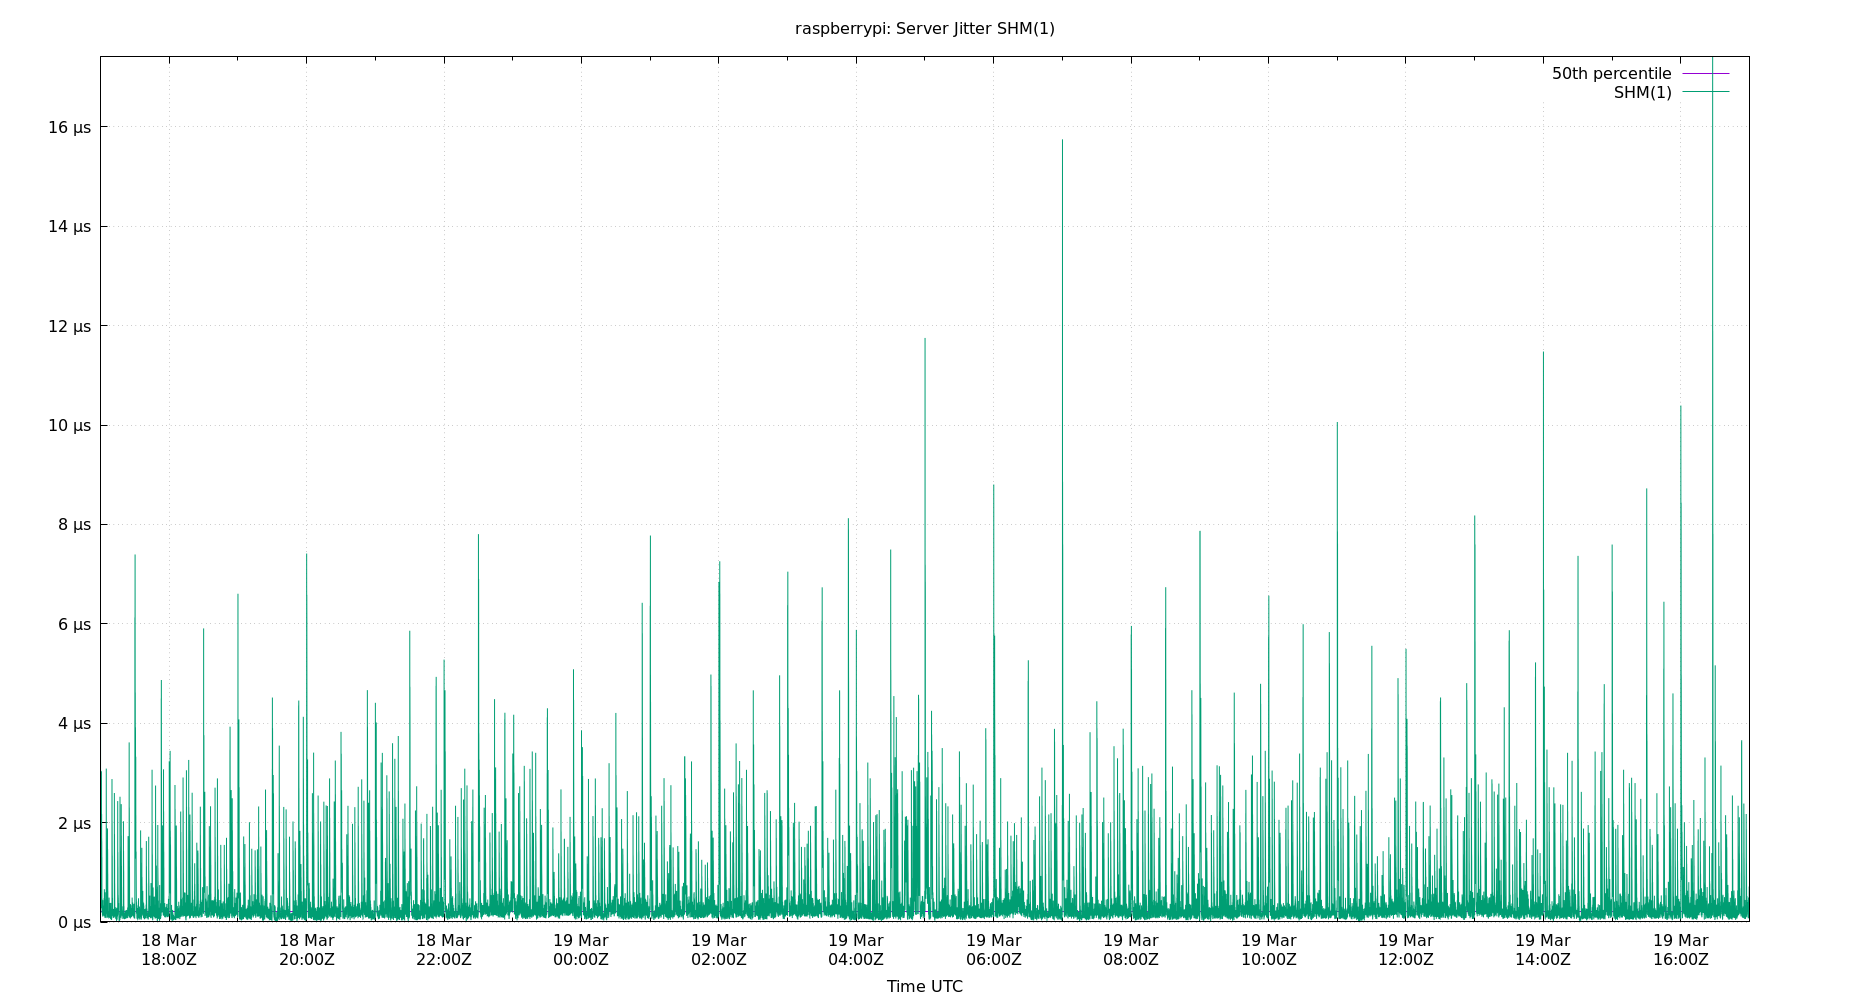 raspberrypi: Server Jitter SHM(1)
50th percentile
SHM(1)
16 µs
14 µs
12 µs
10 µs
8 µs
6 µs
4 µs
2 µs
0 µs
18 Mar 18 Mar 18 Mar 19 Mar 19 Mar 19 Mar 19 Mar 19 Mar 19 Mar 19 Mar 19 Mar 19 Mar
18:00Z 20:00Z 22:00Z 00:00Z 02:00Z 04:00Z 06:00Z 08:00Z 10:00Z 12:00Z 14:00Z 16:00Z
Time UTC